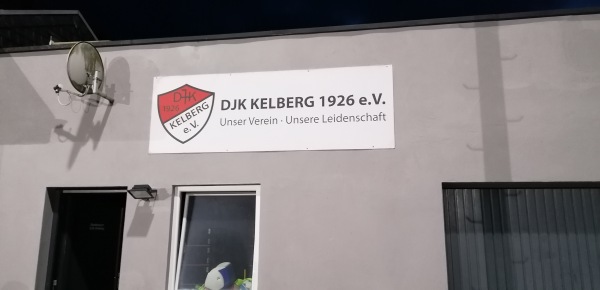 DJK
1926
KELBERG
e.V.
DJK KELBERG 1926 e.V.
Unser Verein · Unsere Leidenschaft